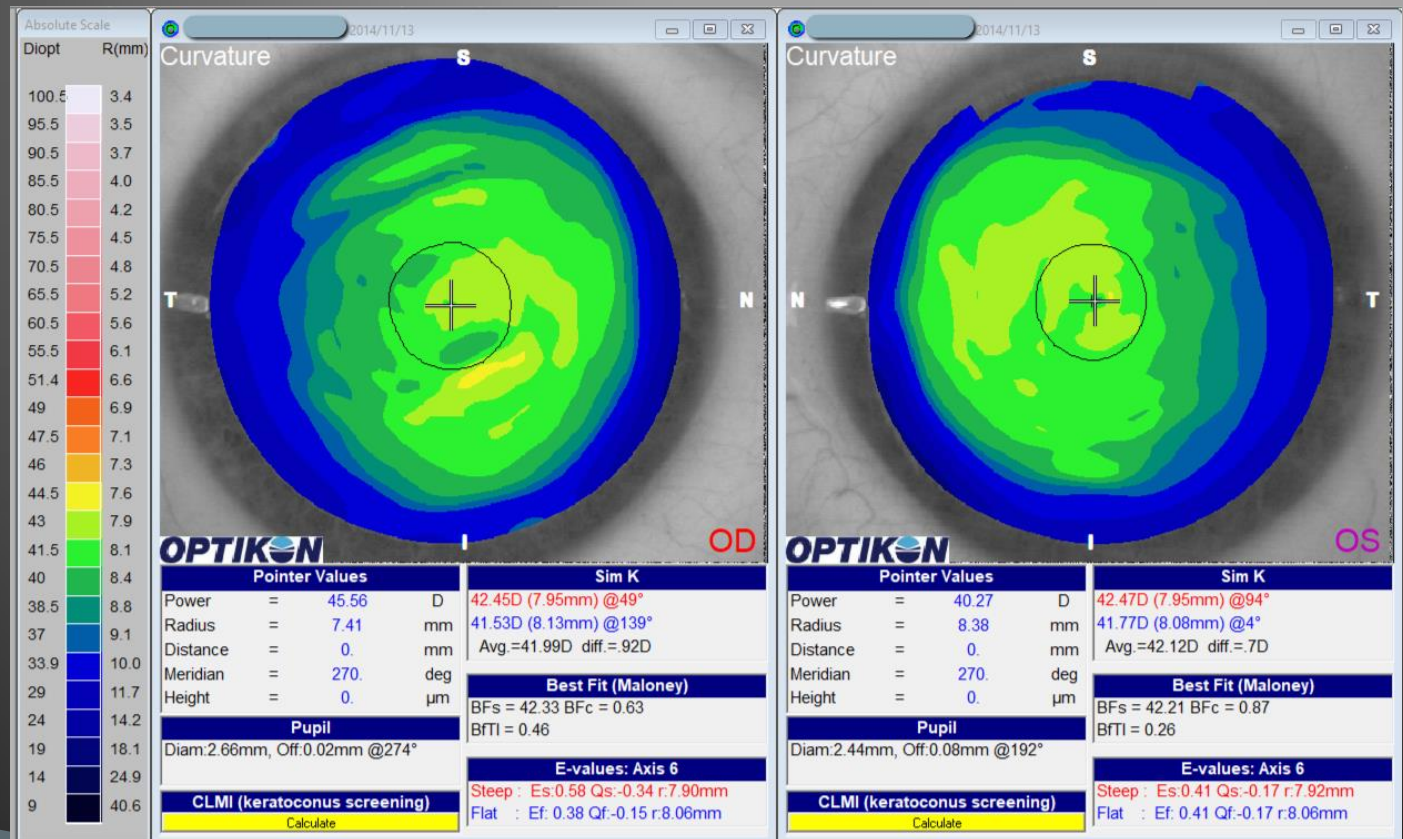 Absolute Scale
Diopt R(mm)
100.5 3.4
95.5 3.5
90.5 3.7
85.5 4.0
80.5 4.2
75.5 4.5
70.5 4.8
65.5 5.2
60.5 5.6
55.5 6.1
51.4 6.6
49 6.9
47.5 7.1
46 7.3
44.5 7.6
43 7.9
41.5 8.1
40 8.4
38.5 8.8
37 9.1
33.9 10.0
29 11.7
24 14.2
19 18.1
14 24.9
9 40.6
2014/11/13
Curvature
S
T
N
I
OPTIKON
OD
Pointer Values
Power = 45.56 D
Radius = 7.41 mm
Distance = 0. mm
Meridian = 270. deg
Height = 0. µm
Pupil
Diam:2.66mm, Off:0.02mm @274°
CLMI (keratoconus screening)
Calculate
Sim K
42.45D (7.95mm) @49°
41.53D (8.13mm) @139°
Avg.=41.99D diff.=.92D
Best Fit (Maloney)
BFs = 42.33 BFc = 0.63
BfTI = 0.46
E-values: Axis 6
Steep : Es:0.58 Qs:-0.34 r:7.90mm
Flat : Ef: 0.38 Qf:-0.15 r:8.06mm
2014/11/13
Curvature
S
N
T
I
OPTIKON
OS
Pointer Values
Power = 40.27 D
Radius = 8.38 mm
Distance = 0. mm
Meridian = 270. deg
Height = 0. µm
Pupil
Diam:2.44mm, Off:0.08mm @192°
CLMI (keratoconus screening)
Calculate
Sim K
42.47D (7.95mm) @94°
41.77D (8.08mm) @4°
Avg.=42.12D diff.=.7D
Best Fit (Maloney)
BFs = 42.21 BFc = 0.87
BfTI = 0.26
E-values: Axis 6
Steep : Es:0.41 Qs:-0.17 r:7.92mm
Flat : Ef: 0.41 Qf:-0.17 r:8.06mm